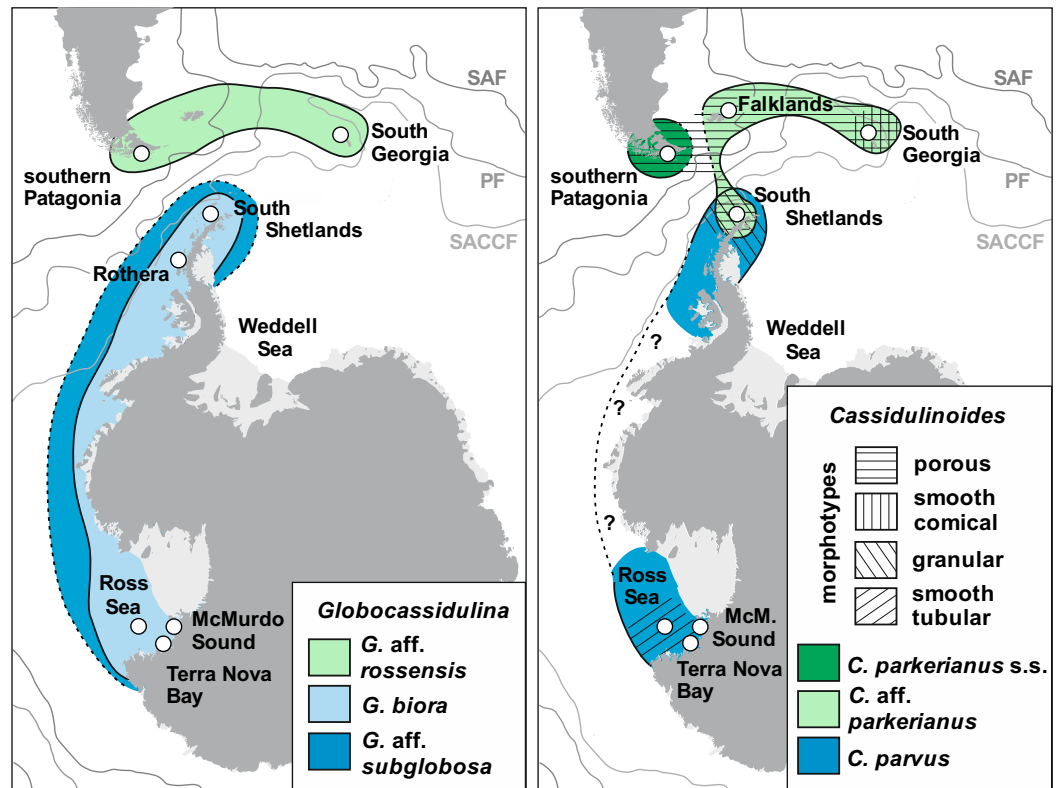 SAF
South
Georgia
southern
Patagonia
PF
South
Shetlands
SACCF
Rothera
Weddell
Sea
Ross
Sea
McMurdo
Sound
Terra Nova
Bay
Globocassidulina
G. aff.
rossensis
G. biora
G. aff.
subglobosa
SAF
Falklands
South
Georgia
southern
Patagonia
PF
South
Shetlands
SACCF
Weddell
Sea
?
?
?
Ross
Sea
McM.
Sound
Terra Nova
Bay
Cassidulinoides
morphotypes
porous
smooth
comical
granular
smooth
tubular
C. parkerianus s.s.
C. aff.
parkerianus
C. parvus